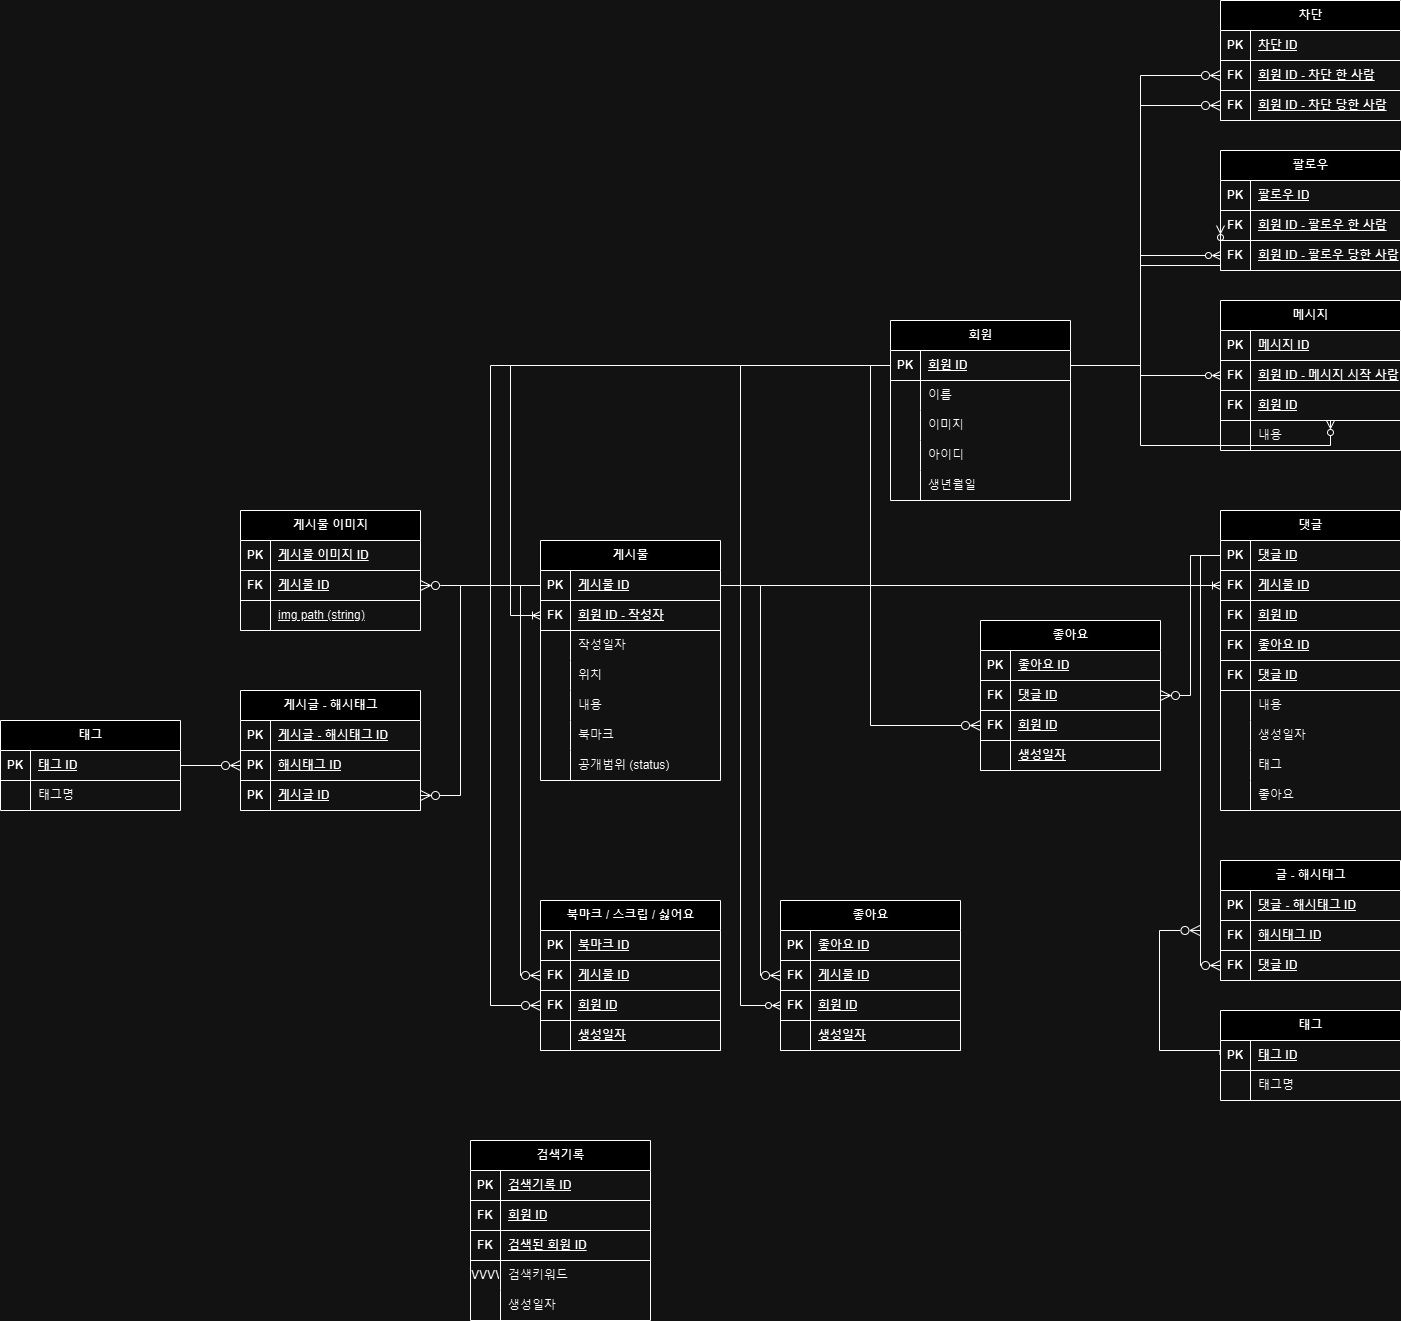 차단
PK 차단 ID
FK 회원 ID - 차단 한 사람
FK 회원 ID - 차단 당한 사람
팔로우
PK 팔로우 ID
FK 회원 ID - 팔로우 한 사람
FK 회원 ID - 팔로우 당한 사람
메시지
PK 메시지 ID
FK 회원 ID - 메시지 시작 사람
FK 회원 ID
내용
회원
PK 회원 ID
이름
이미지
아이디
생년월일
게시물 이미지
PK 게시물 이미지 ID
FK 게시물 ID
img path (string)
게시물
PK 게시물 ID
FK 회원 ID - 작성자
작성일자
위치
내용
북마크
공개범위 (status)
댓글
PK 댓글 ID
FK 게시물 ID
FK 회원 ID
FK 좋아요 ID
FK 댓글 ID
내용
생성일자
태그
좋아요
좋아요
PK 좋아요 ID
FK 댓글 ID
FK 회원 ID
생성일자
게시글 - 해시태그
PK 게시글 - 해시태그 ID
PK 해시태그 ID
PK 게시글 ID
태그
PK 태그 ID
태그명
북마크 / 스크립 / 싫어요
PK 북마크 ID
FK 게시물 ID
FK 회원 ID
생성일자
좋아요
PK 좋아요 ID
FK 게시물 ID
FK 회원 ID
생성일자
글 - 해시태그
PK 댓글 - 해시태그 ID
FK 해시태그 ID
FK 댓글 ID
태그
PK 태그 ID
태그명
검색기록
PK 검색기록 ID
FK 회원 ID
FK 검색된 회원 ID
검색키워드
생성일자